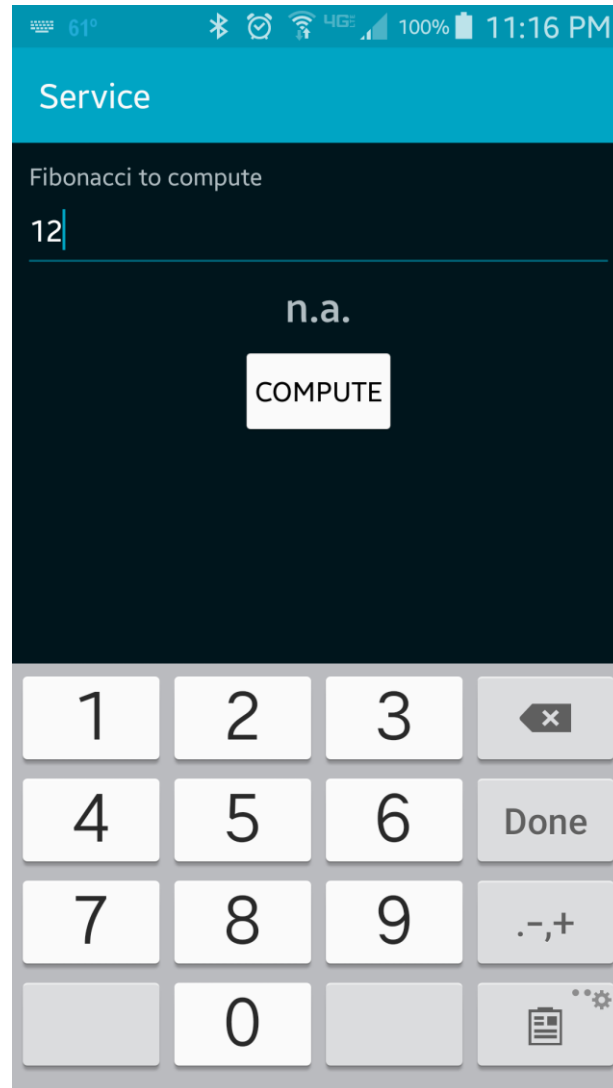 61° 4GE 100% 11:16 PM
Service
Fibonacci to compute
12
n.a.
COMPUTE
1 2 3
4 5 6 Done
7 8 9 .-,+
0